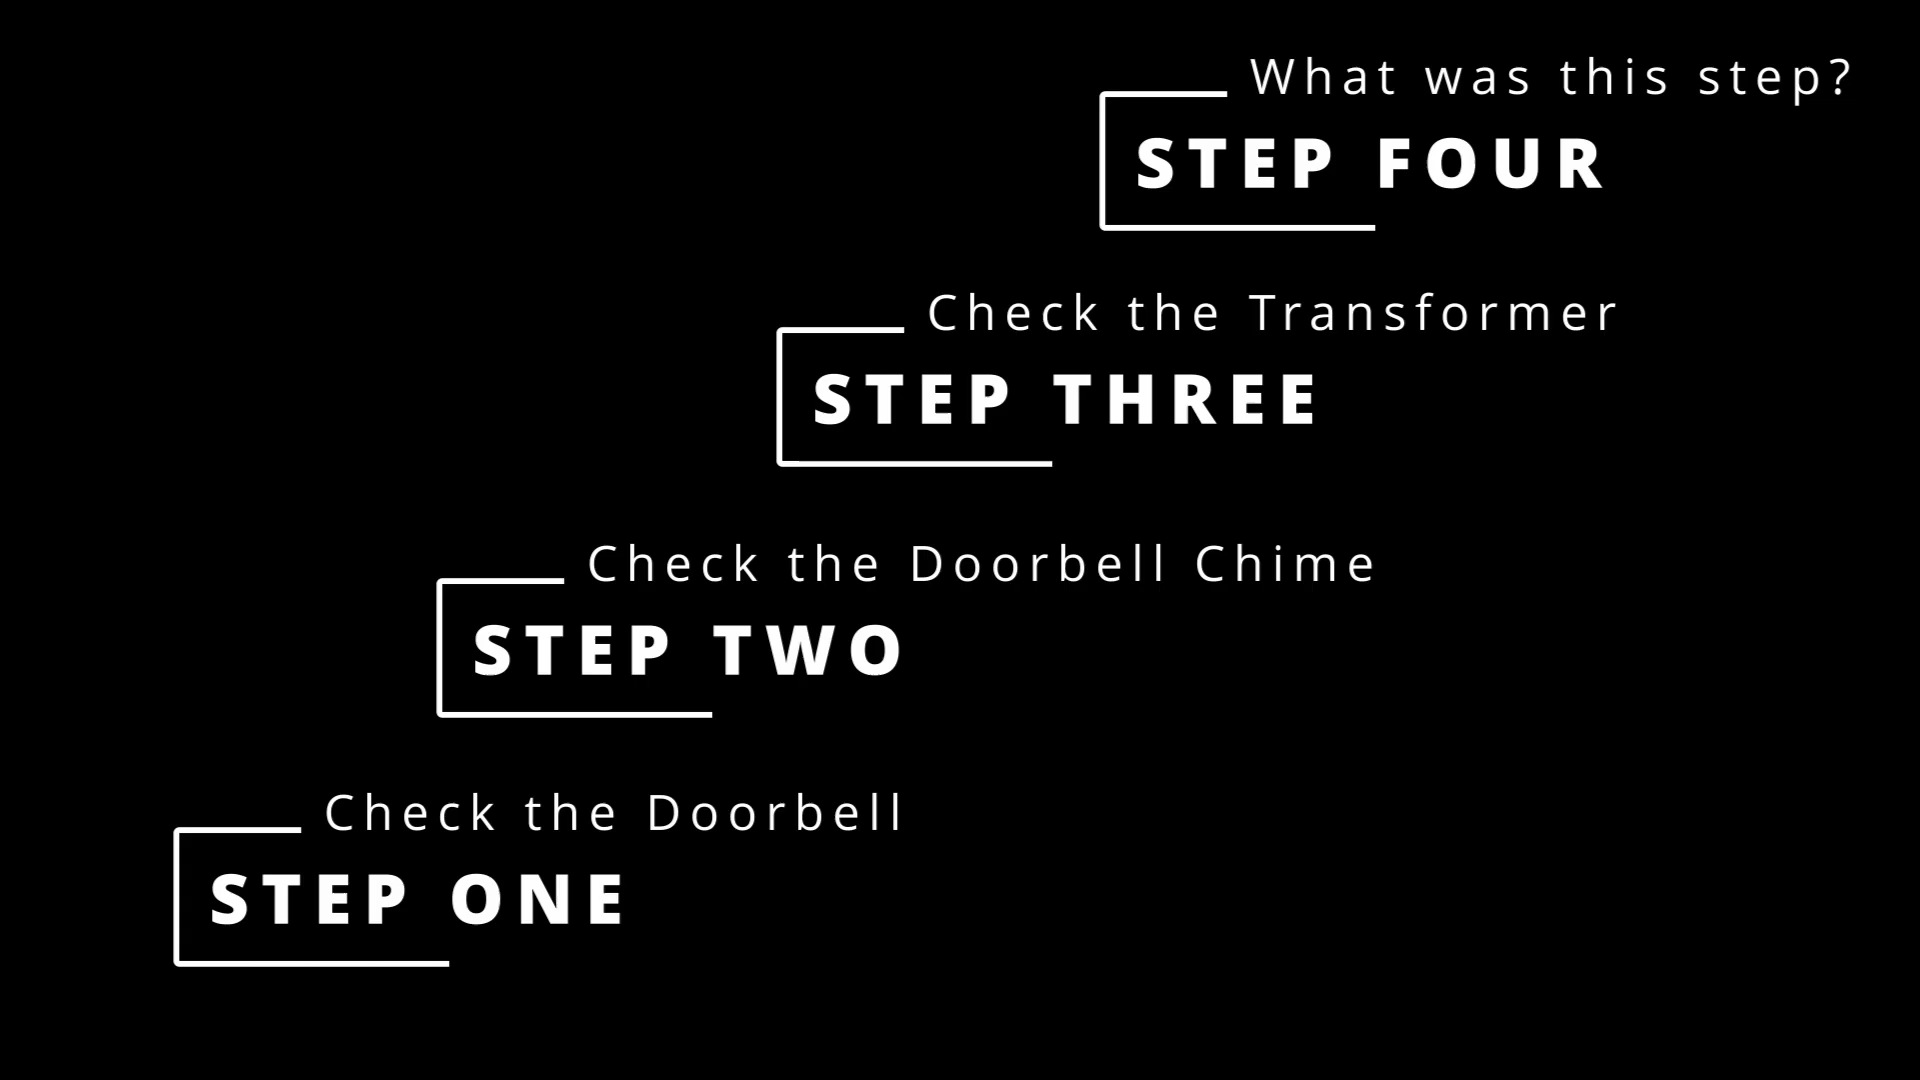 What was this step?
STEP FOUR
Check the Transformer
STEP THREE
Check the Doorbell Chime
STEP TWO
Check the Doorbell
STEP ONE